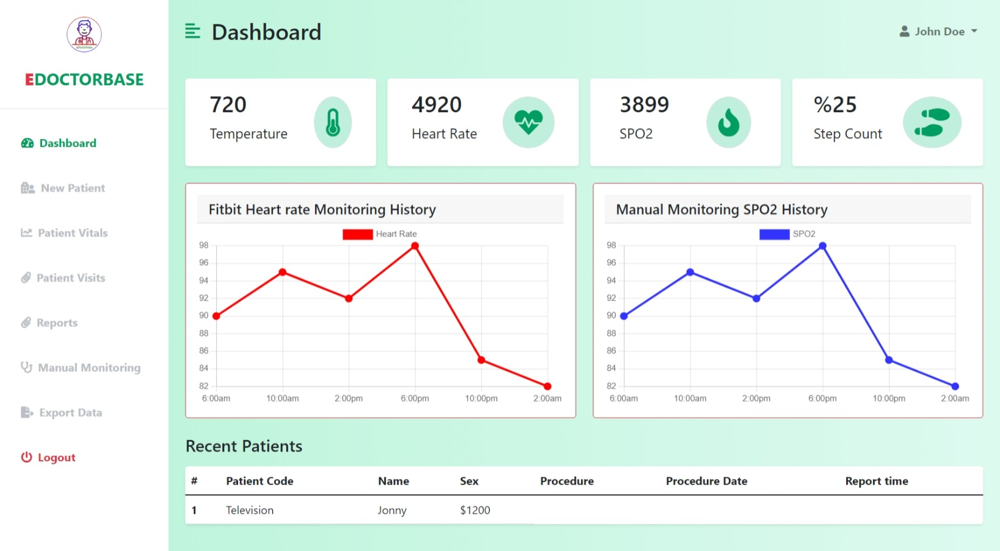 EDOCTORBASE
Dashboard
New Patient
Patient Vitals
Patient Visits
Reports
Manual Monitoring
Export Data
Logout
Dashboard
John Doe
720
Temperature
4920
Heart Rate
3899
SPO2
%25
Step Count
Fitbit Heart rate Monitoring History
Heart Rate
98
96
94
92
90
88
86
84
82
6:00am 10:00am 2:00pm 6:00pm 10:00pm 2:00am
Manual Monitoring SPO2 History
SPO2
98
96
94
92
90
88
86
84
82
6:00am 10:00am 2:00pm 6:00pm 10:00pm 2:00am
Recent Patients
# Patient Code Name Sex Procedure Procedure Date Report time
1 Television Jonny $1200